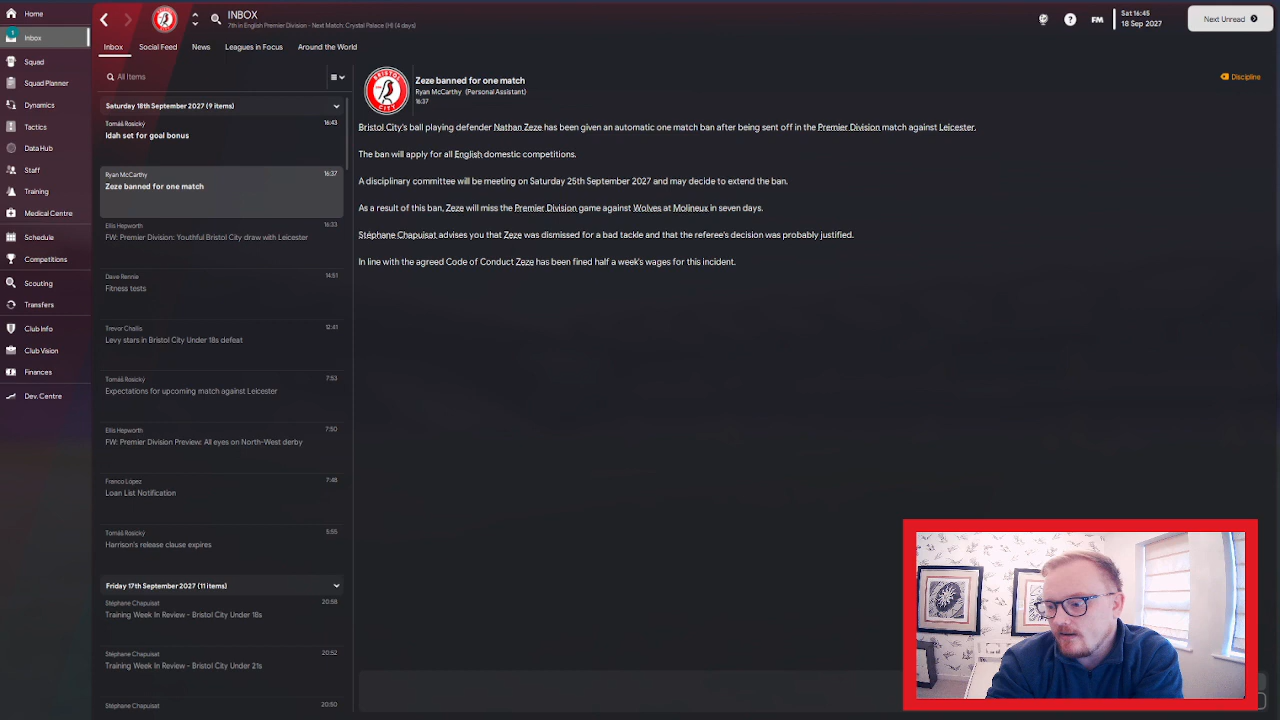 Home
INBOX
7th in English Premier Division - Next Match: Crystal Palace (H) (4 days)
FM
Sat 16:45
18 Sep 2027
Next Unread
1
Inbox
Inbox
Social Feed
News
Leagues in Focus
Around the World
Squad
Squad Planner
Dynamics
Tactics
Data Hub
Staff
Training
Medical Centre
Schedule
Competitions
Scouting
Transfers
Club Info
Club Vision
Finances
Dev. Centre
All Items
Saturday 18th September 2027 (9 items)
Tomáš Rosický
16:43
Idah set for goal bonus
Ryan McCarthy
16:37
Zeze banned for one match
Ellis Hepworth
16:33
FW: Premier Division: Youthful Bristol City draw with Leicester
Dave Rennie
14:51
Fitness tests
Trevor Challis
12:41
Levy stars in Bristol City Under 18s defeat
Tomáš Rosický
7:53
Expectations for upcoming match against Leicester
Ellis Hepworth
7:50
FW: Premier Division Preview: All eyes on North-West derby
Franco López
7:48
Loan List Notification
Tomáš Rosický
5:55
Harrison's release clause expires
Friday 17th September 2027 (11 items)
Stéphane Chapuisat
20:58
Training Week In Review - Bristol City Under 18s
Stéphane Chapuisat
20:52
Training Week In Review - Bristol City Under 21s
Stéphane Chapuisat
20:50
BRISTOL
CITY
Zeze banned for one match
Ryan McCarthy (Personal Assistant)
16:37
Discipline
Bristol City's ball playing defender Nathan Zeze has been given an automatic one match ban after being sent off in the Premier Division match against Leicester.
The ban will apply for all English domestic competitions.
A disciplinary committee will be meeting on Saturday 25th September 2027 and may decide to extend the ban.
As a result of this ban, Zeze will miss the Premier Division game against Wolves at Molineux in seven days.
Stéphane Chapuisat advises you that Zeze was dismissed for a bad tackle and that the referee's decision was probably justified.
In line with the agreed Code of Conduct Zeze has been fined half a week's wages for this incident.